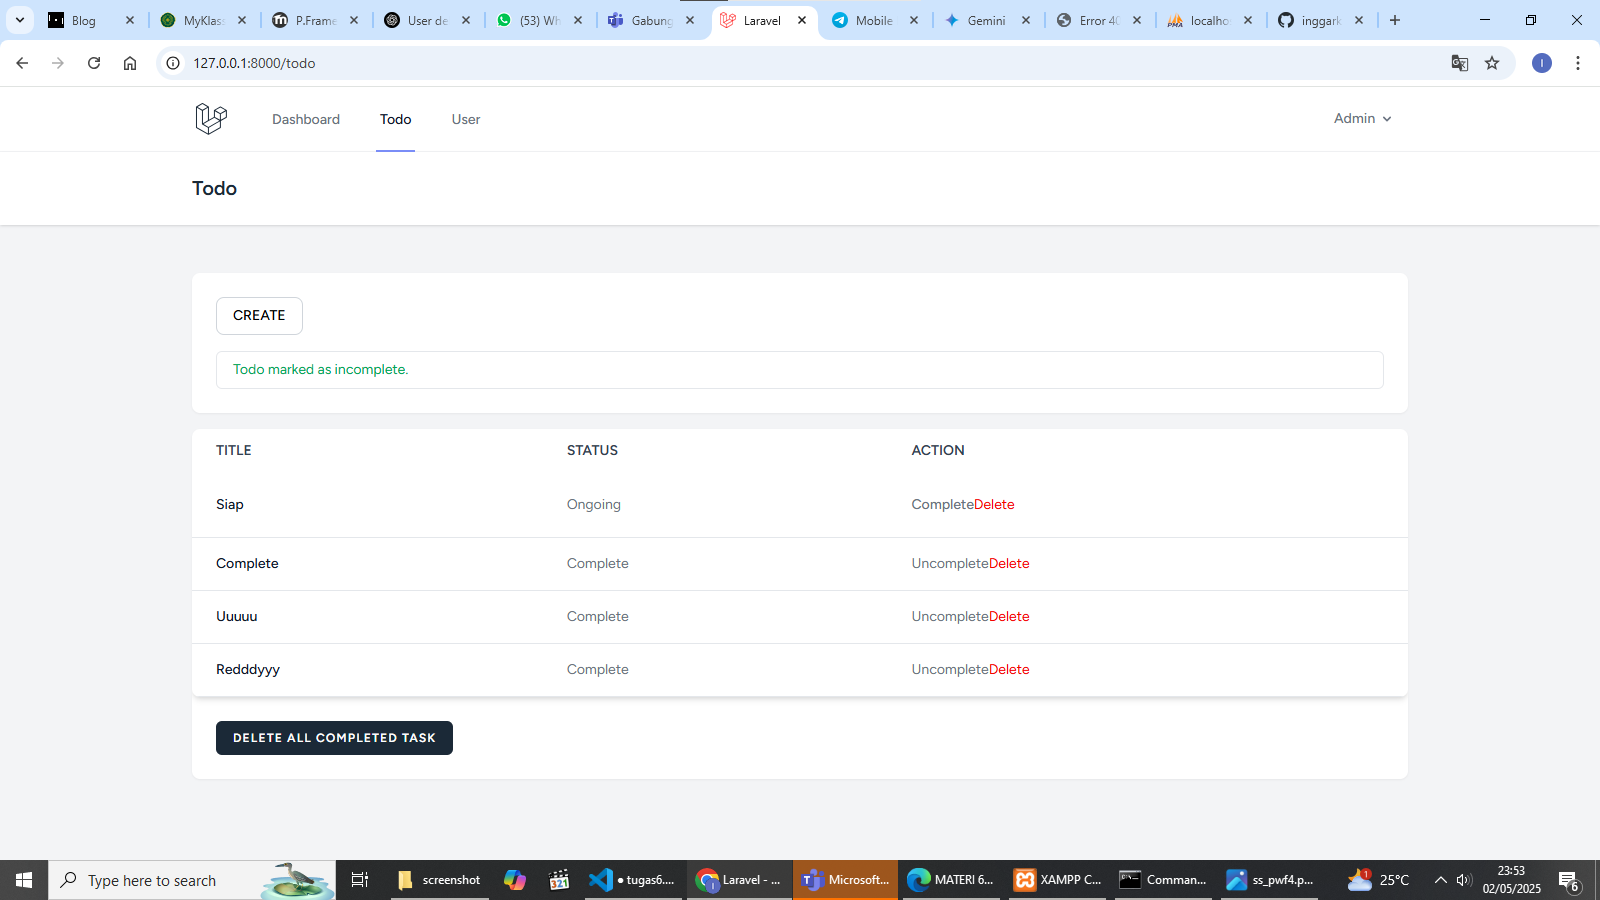 Blog
MyKlass
P.Frame
User de
(53) Wh
Gabung
Laravel
Mobile
Gemini
Error 40
localho
inggark
127.0.0.1:8000/todo
I
Dashboard
Todo
User
Admin
Todo
CREATE
Todo marked as incomplete.
TITLE STATUS ACTION
Siap Ongoing CompleteDelete
Complete Complete UncompleteDelete
Uuuuu Complete UncompleteDelete
Redddyyy Complete UncompleteDelete
DELETE ALL COMPLETED TASK
Type here to search
screenshot
321
• tugas6....
Laravel - ...
Microsoft...
MATERI 6...
XAMPP C...
Comman...
ss_pwf4.p...
1
25°C
23:53
02/05/2025
6